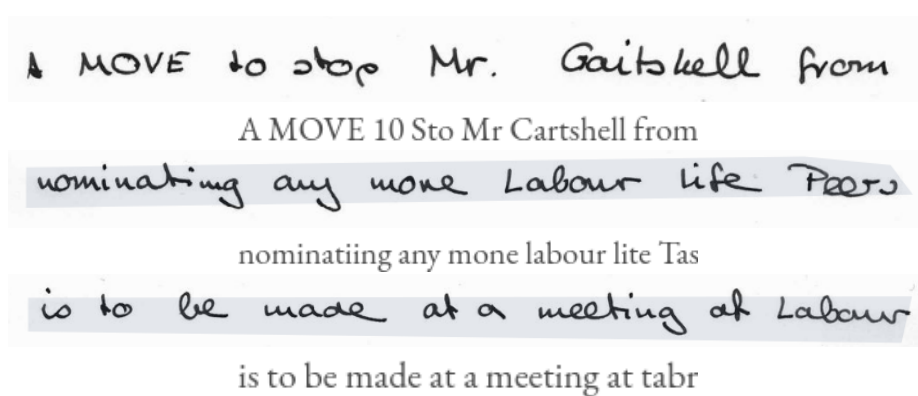 A MOVE to stop Mr. Gaitskell from
A MOVE 10 Sto Mr Cartshell from
nominating any more Labour life Peers
nominatiing any mone labour lite Tas
is to be made at a meeting of Labour
is to be made at a meeting at tabr